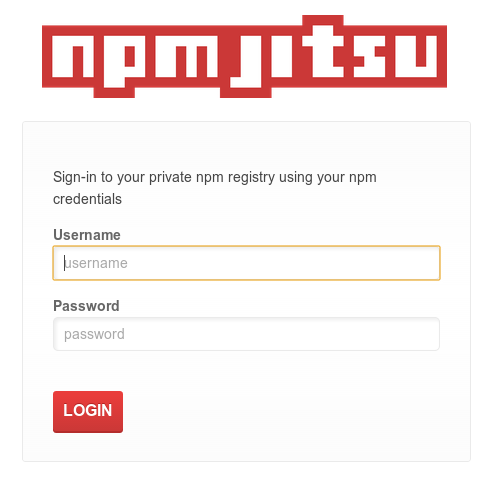 npmjitsu
Sign-in to your private npm registry using your npm
credentials
Username
username
Password
password
LOGIN